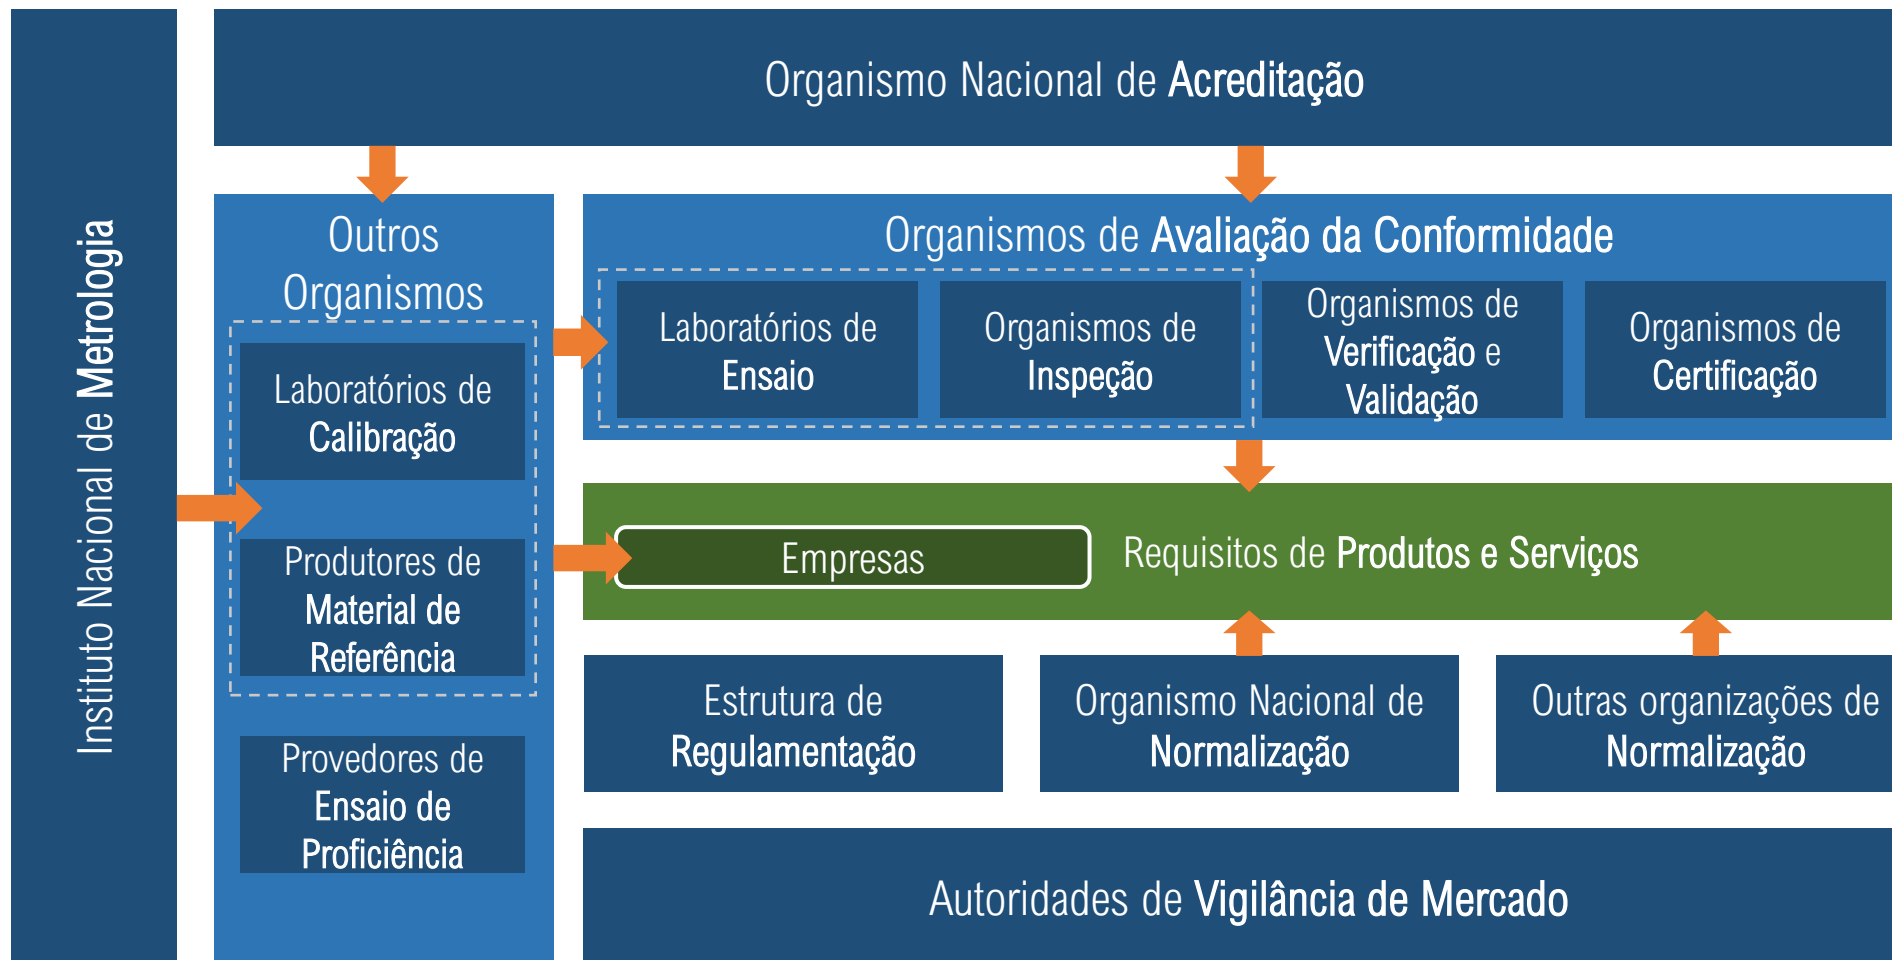 Instituto Nacional de Metrologia
Organismo Nacional de Acreditação
Outros
Organismos
Laboratórios de
Calibração
Produtores de
Material de
Referência
Provedores de
Ensaio de
Proficiência
Organismos de Avaliação da Conformidade
Laboratórios de
Ensaio
Organismos de
Inspeção
Organismos de
Verificação e
Validação
Organismos de
Certificação
Empresas
Requisitos de Produtos e Serviços
Estrutura de
Regulamentação
Organismo Nacional de
Normalização
Outras organizações de
Normalização
Autoridades de Vigilância de Mercado